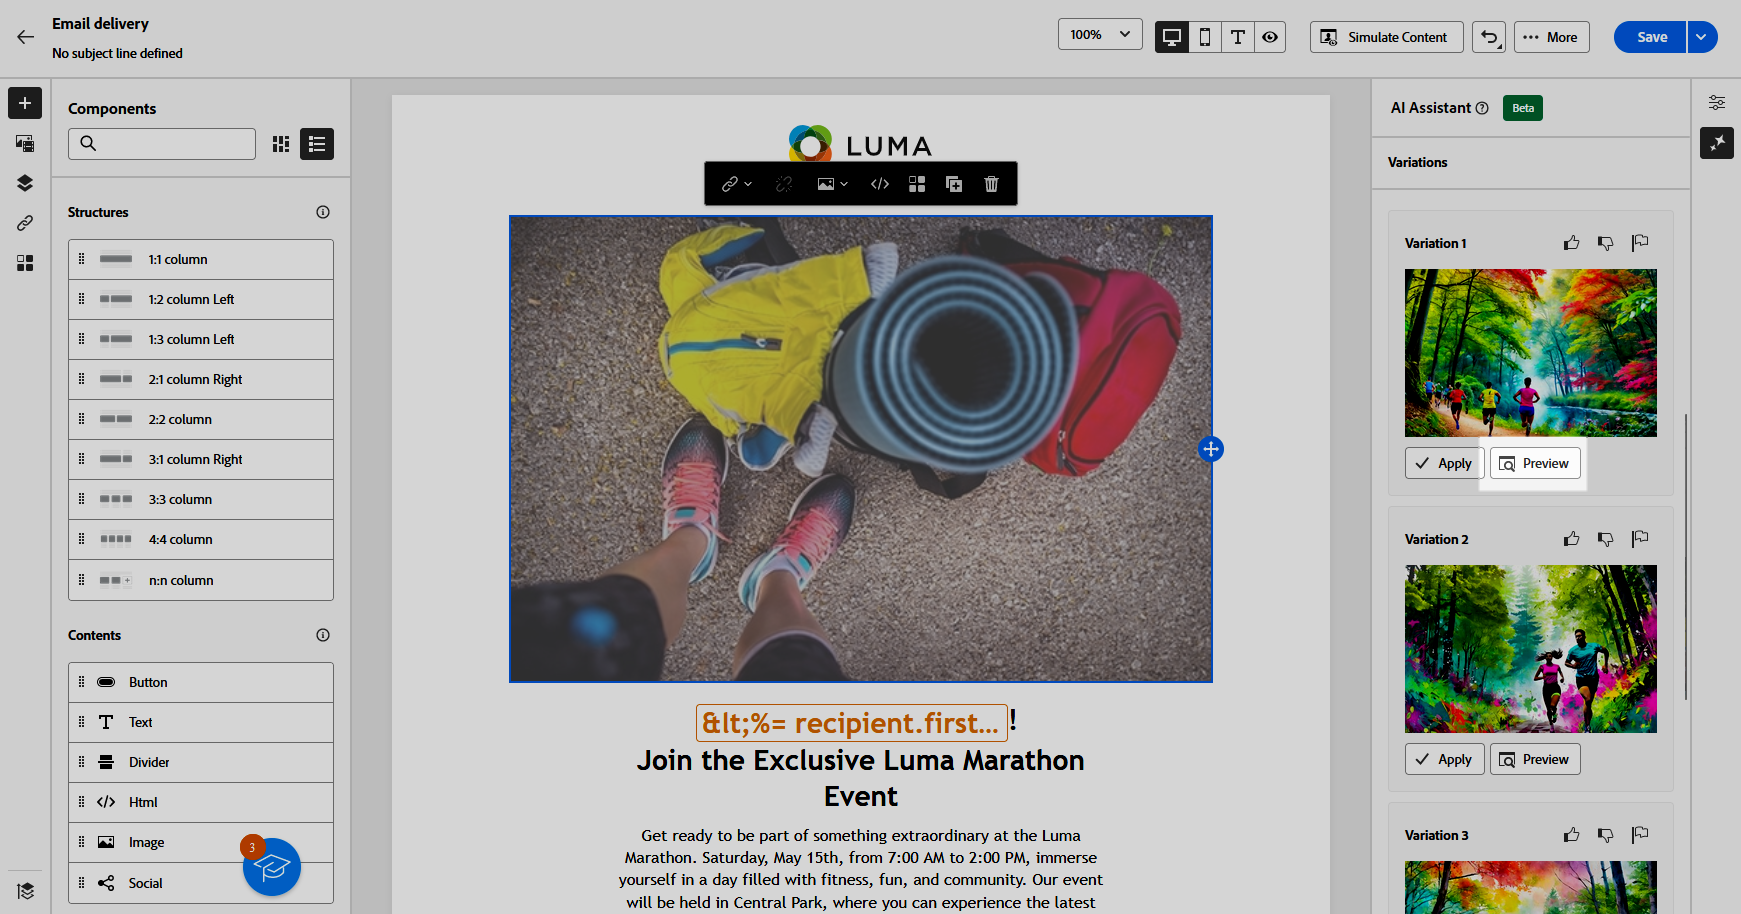 Email delivery
No subject line defined
100%
Simulate Content
More
Save
Components
Structures
1:1 column
1:2 column Left
1:3 column Left
2:1 column Right
2:2 column
3:1 column Right
3:3 column
4:4 column
n:n column
Contents
Button
Text
Divider
Html
Image
3
Social
LUMA
&lt;%= recipient.first... !
Join the Exclusive Luma Marathon
Event
Get ready to be part of something extraordinary at the Luma
Marathon. Saturday, May 15th, from 7:00 AM to 2:00 PM, immerse
yourself in a day filled with fitness, fun, and community. Our event
will be held in Central Park, where you can experience the latest
AI Assistant
Beta
Variations
Variation 1
Apply
Preview
Variation 2
Apply
Preview
Variation 3